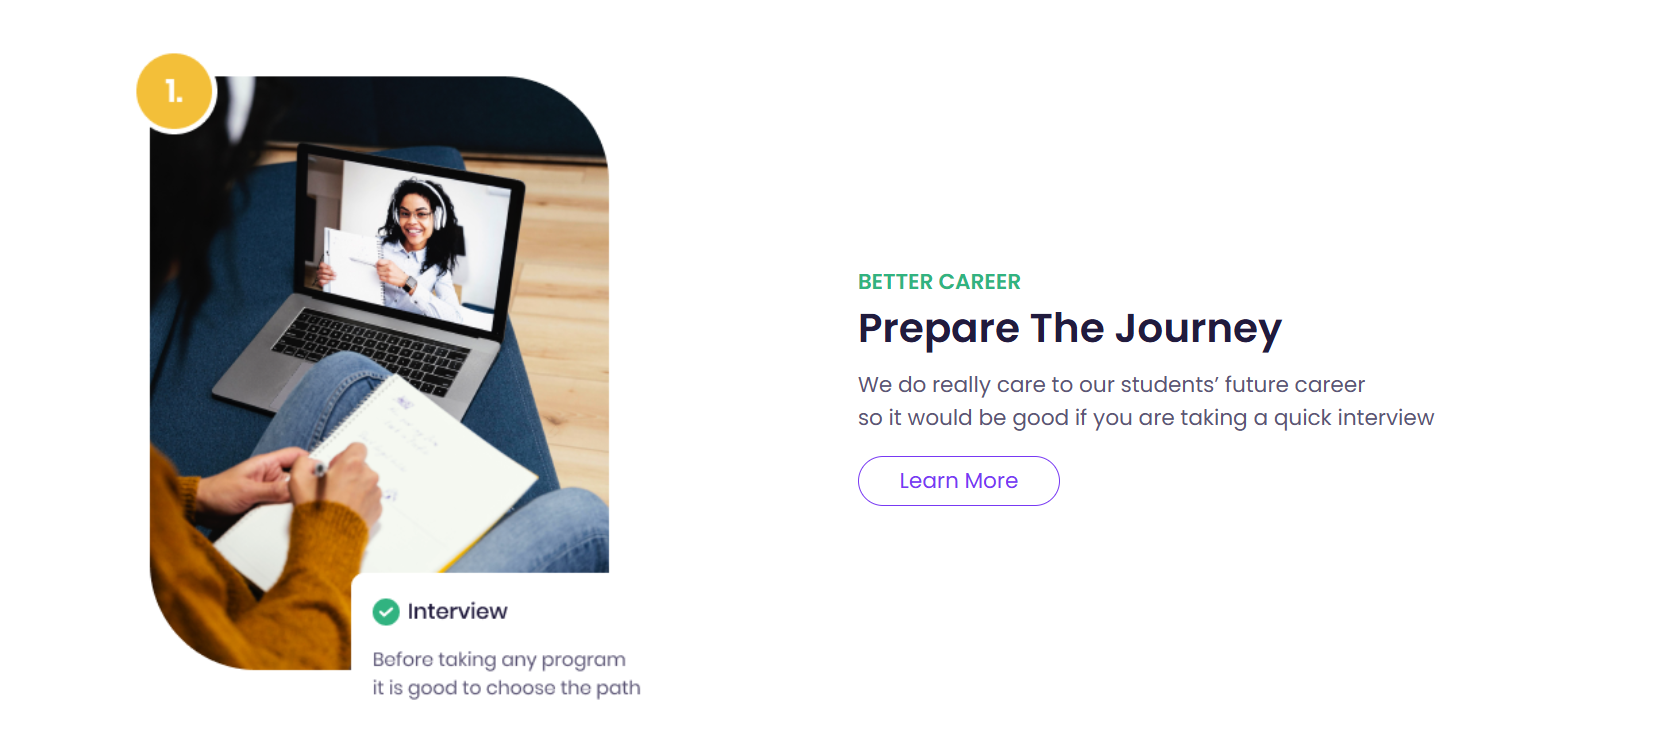 1.
BETTER CAREER
Prepare The Journey
We do really care to our students’ future career
so it would be good if you are taking a quick interview
Learn More
Interview
Before taking any program
it is good to choose the path